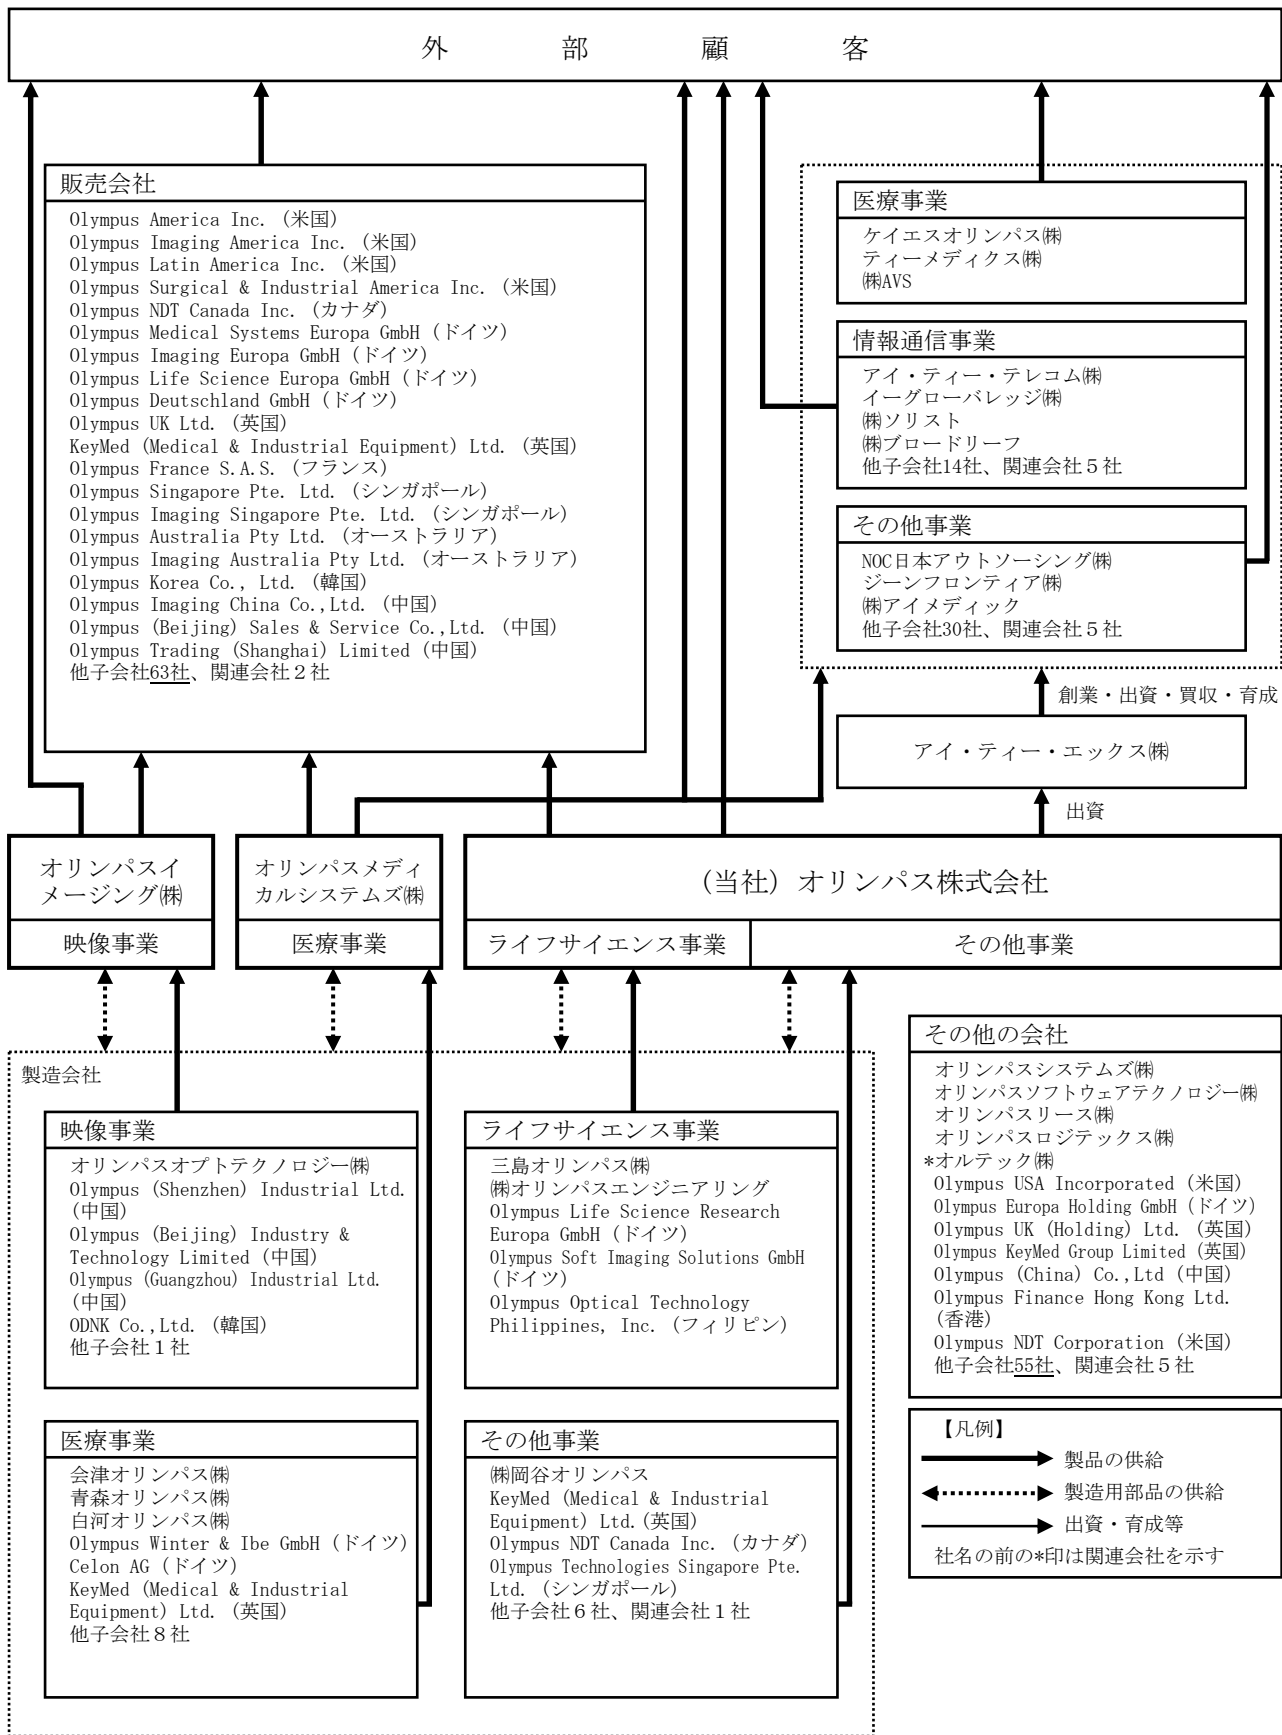 外部顧客
販売会社
Olympus America Inc. (米国)
Olympus Imaging America Inc. (米国)
Olympus Latin America Inc. (米国)
Olympus Surgical & Industrial America Inc. (米国)
Olympus NDT Canada Inc. (カナダ)
Olympus Medical Systems Europa GmbH (ドイツ)
Olympus Imaging Europa GmbH (ドイツ)
Olympus Life Science Europa GmbH (ドイツ)
Olympus Deutschland GmbH (ドイツ)
Olympus UK Ltd. (英国)
KeyMed (Medical & Industrial Equipment) Ltd. (英国)
Olympus France S.A.S. (フランス)
Olympus Singapore Pte. Ltd. (シンガポール)
Olympus Imaging Singapore Pte. Ltd. (シンガポール)
Olympus Australia Pty Ltd. (オーストラリア)
Olympus Imaging Australia Pty Ltd. (オーストラリア)
Olympus Korea Co., Ltd. (韓国)
Olympus Imaging China Co.,Ltd. (中国)
Olympus (Beijing) Sales & Service Co.,Ltd. (中国)
Olympus Trading (Shanghai) Limited (中国)
他子会社63社、関連会社２社
医療事業
ケイエスオリンパス㈱
ティーメディクス㈱
㈱AVS
情報通信事業
アイ・ティー・テレコム㈱
イーグローバレッジ㈱
㈱ソリスト
㈱ブロードリーフ
他子会社14社、関連会社５社
その他事業
NOC日本アウトソーシング㈱
ジーンフロンティア㈱
㈱アイメディック
他子会社30社、関連会社５社
創業・出資・買収・育成
アイ・ティー・エックス㈱
出資
オリンパスイ
メージング㈱
映像事業
オリンパスメディ
カルシステムズ㈱
医療事業
(当社) オリンパス株式会社
ライフサイエンス事業
その他事業
製造会社
映像事業
オリンパスオプトテクノロジー㈱
Olympus (Shenzhen) Industrial Ltd.
(中国)
Olympus (Beijing) Industry &
Technology Limited (中国)
Olympus (Guangzhou) Industrial Ltd.
(中国)
ODNK Co.,Ltd. (韓国)
他子会社１社
ライフサイエンス事業
三島オリンパス㈱
㈱オリンパスエンジニアリング
Olympus Life Science Research
Europa GmbH (ドイツ)
Olympus Soft Imaging Solutions GmbH
(ドイツ)
Olympus Optical Technology
Philippines, Inc. (フィリピン)
医療事業
会津オリンパス㈱
青森オリンパス㈱
白河オリンパス㈱
Olympus Winter & Ibe GmbH (ドイツ)
Celon AG (ドイツ)
KeyMed (Medical & Industrial
Equipment) Ltd. (英国)
他子会社８社
その他事業
㈱岡谷オリンパス
KeyMed (Medical & Industrial
Equipment) Ltd.(英国)
Olympus NDT Canada Inc. (カナダ)
Olympus Technologies Singapore Pte.
Ltd. (シンガポール)
他子会社６社、関連会社１社
その他の会社
オリンパスシステムズ㈱
オリンパスソフトウェアテクノロジー㈱
オリンパスリース㈱
オリンパスロジテックス㈱
*オルテック㈱
Olympus USA Incorporated (米国)
Olympus Europa Holding GmbH (ドイツ)
Olympus UK (Holding) Ltd. (英国)
Olympus KeyMed Group Limited (英国)
Olympus (China) Co.,Ltd (中国)
Olympus Finance Hong Kong Ltd.
(香港)
Olympus NDT Corporation (米国)
他子会社55社、関連会社５社
【凡例】
製品の供給
製造用部品の供給
出資・育成等
社名の前の*印は関連会社を示す